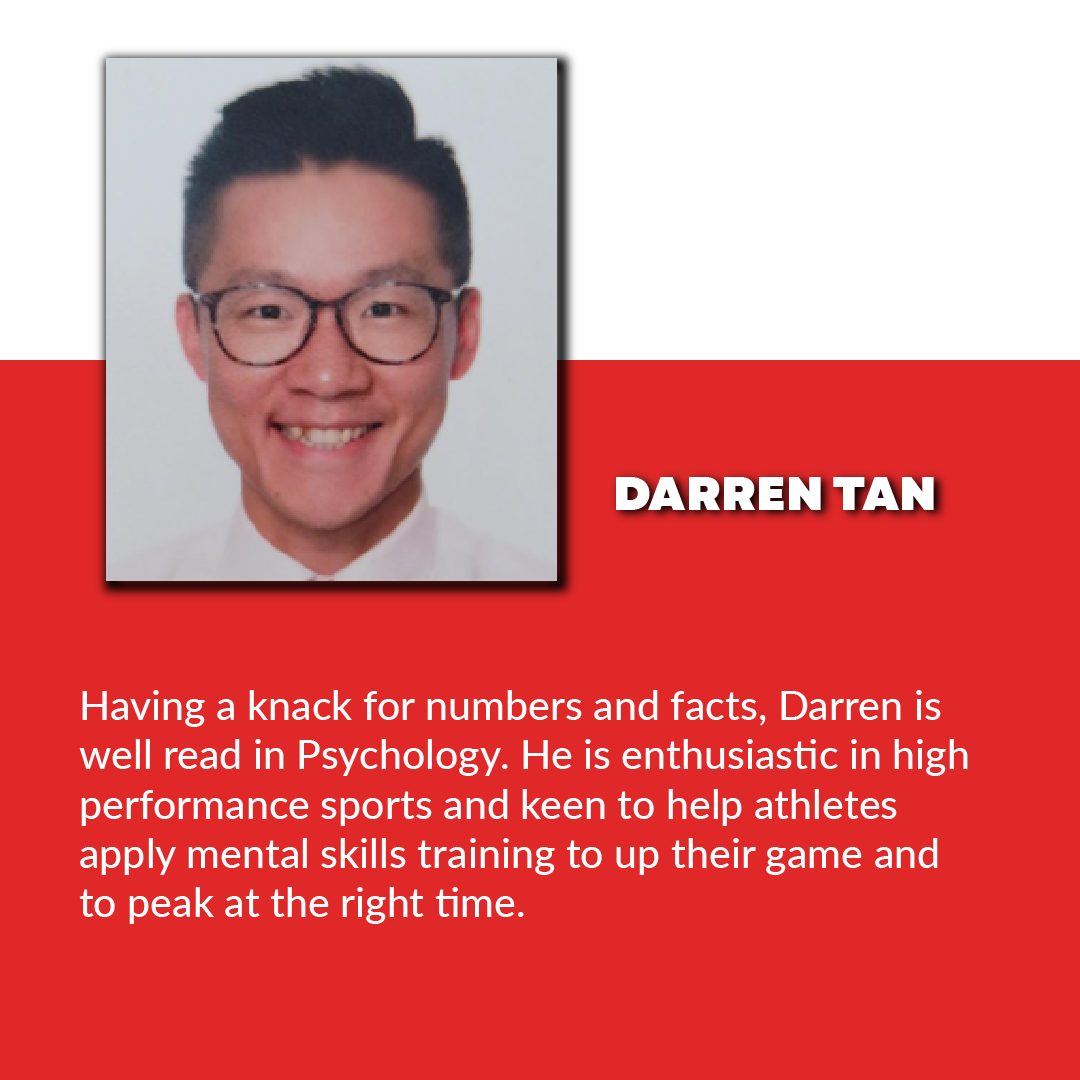 DARREN TAN
Having a knack for numbers and facts, Darren is
well read in Psychology. He is enthusiastic in high
performance sports and keen to help athletes
apply mental skills training to up their game and
to peak at the right time.